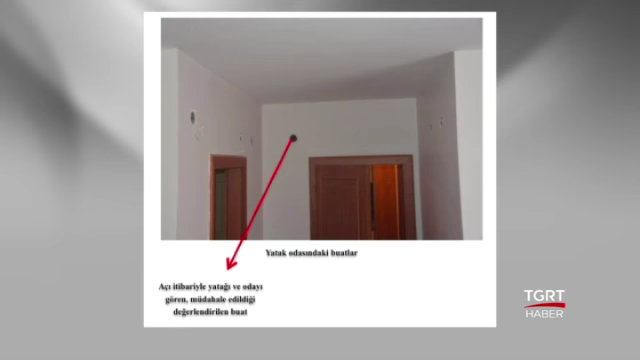 Yatak odasındaki buatlar
Açı itibariyle yatağı ve odayı
gören, müdahale edildiği
değerlendirilen buat
TGRT
HABER